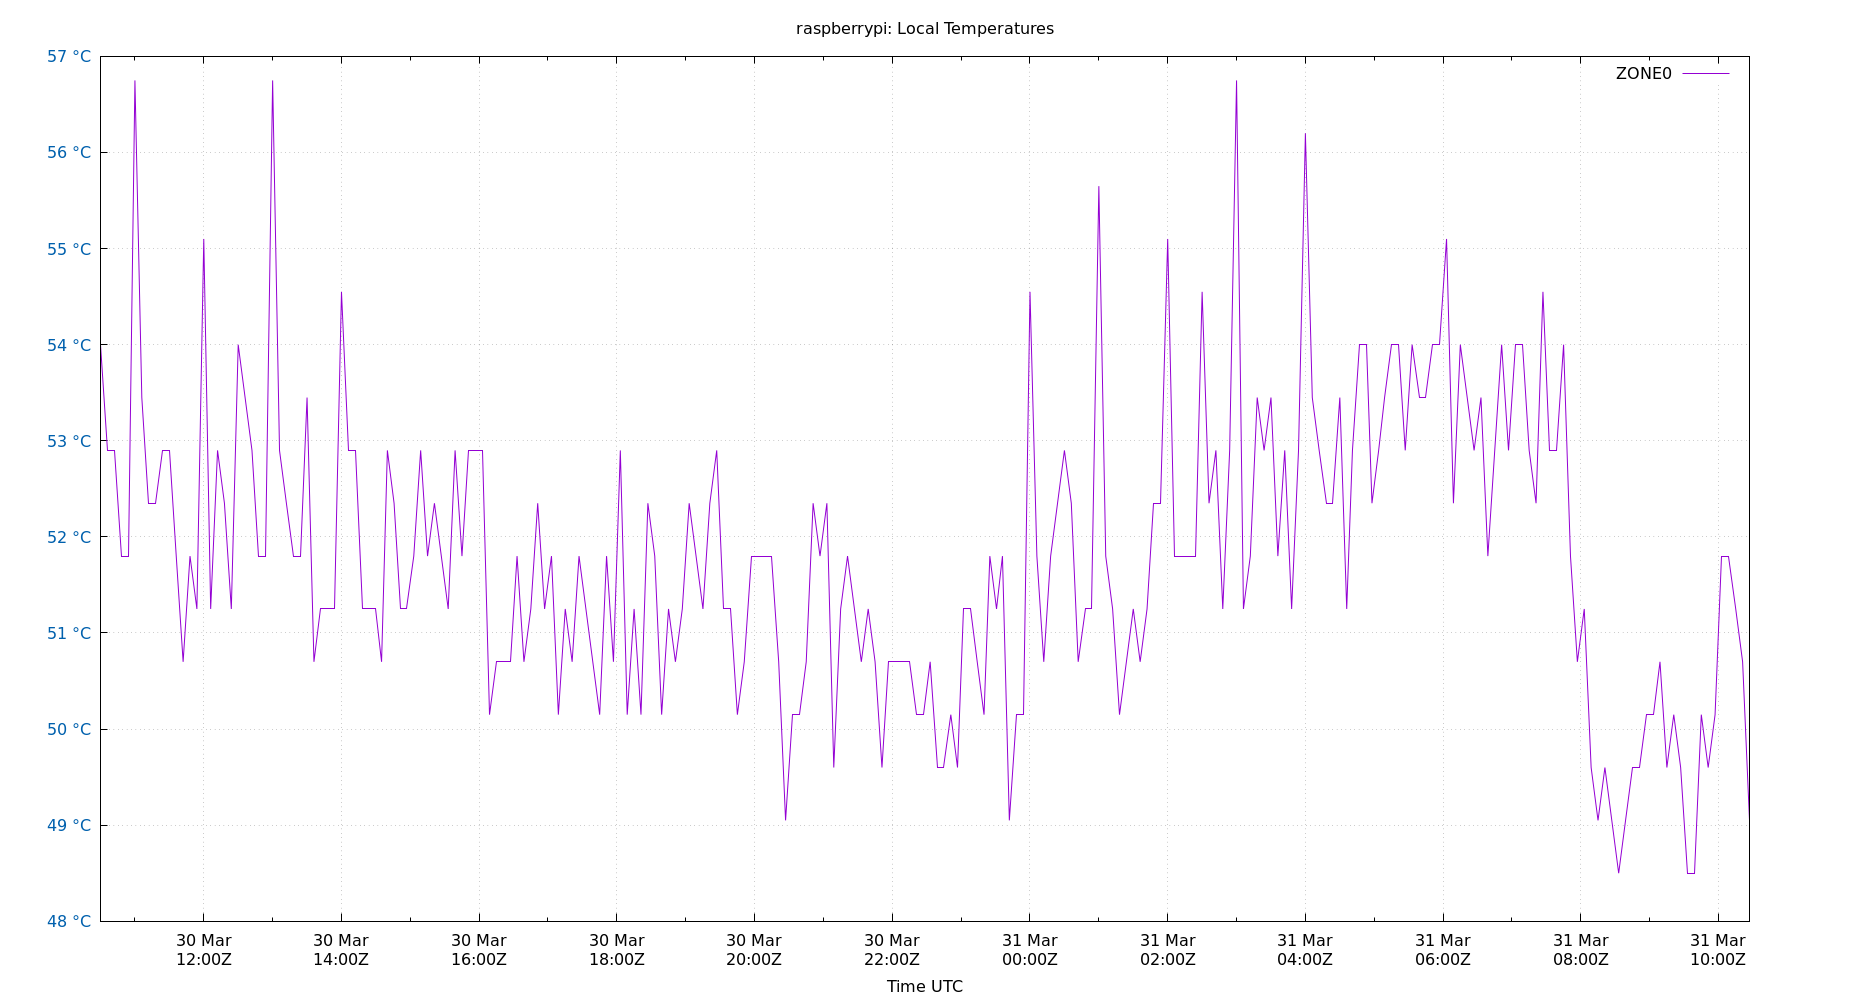 raspberrypi: Local Temperatures
57 °C
ZONE0
56 °C
55 °C
54 °C
53 °C
52 °C
51 °C
50 °C
49 °C
48 °C
30 Mar 30 Mar 30 Mar 30 Mar 30 Mar 30 Mar 31 Mar 31 Mar 31 Mar 31 Mar 31 Mar 31 Mar
12:00Z 14:00Z 16:00Z 18:00Z 20:00Z 22:00Z 00:00Z 02:00Z 04:00Z 06:00Z 08:00Z 10:00Z
Time UTC